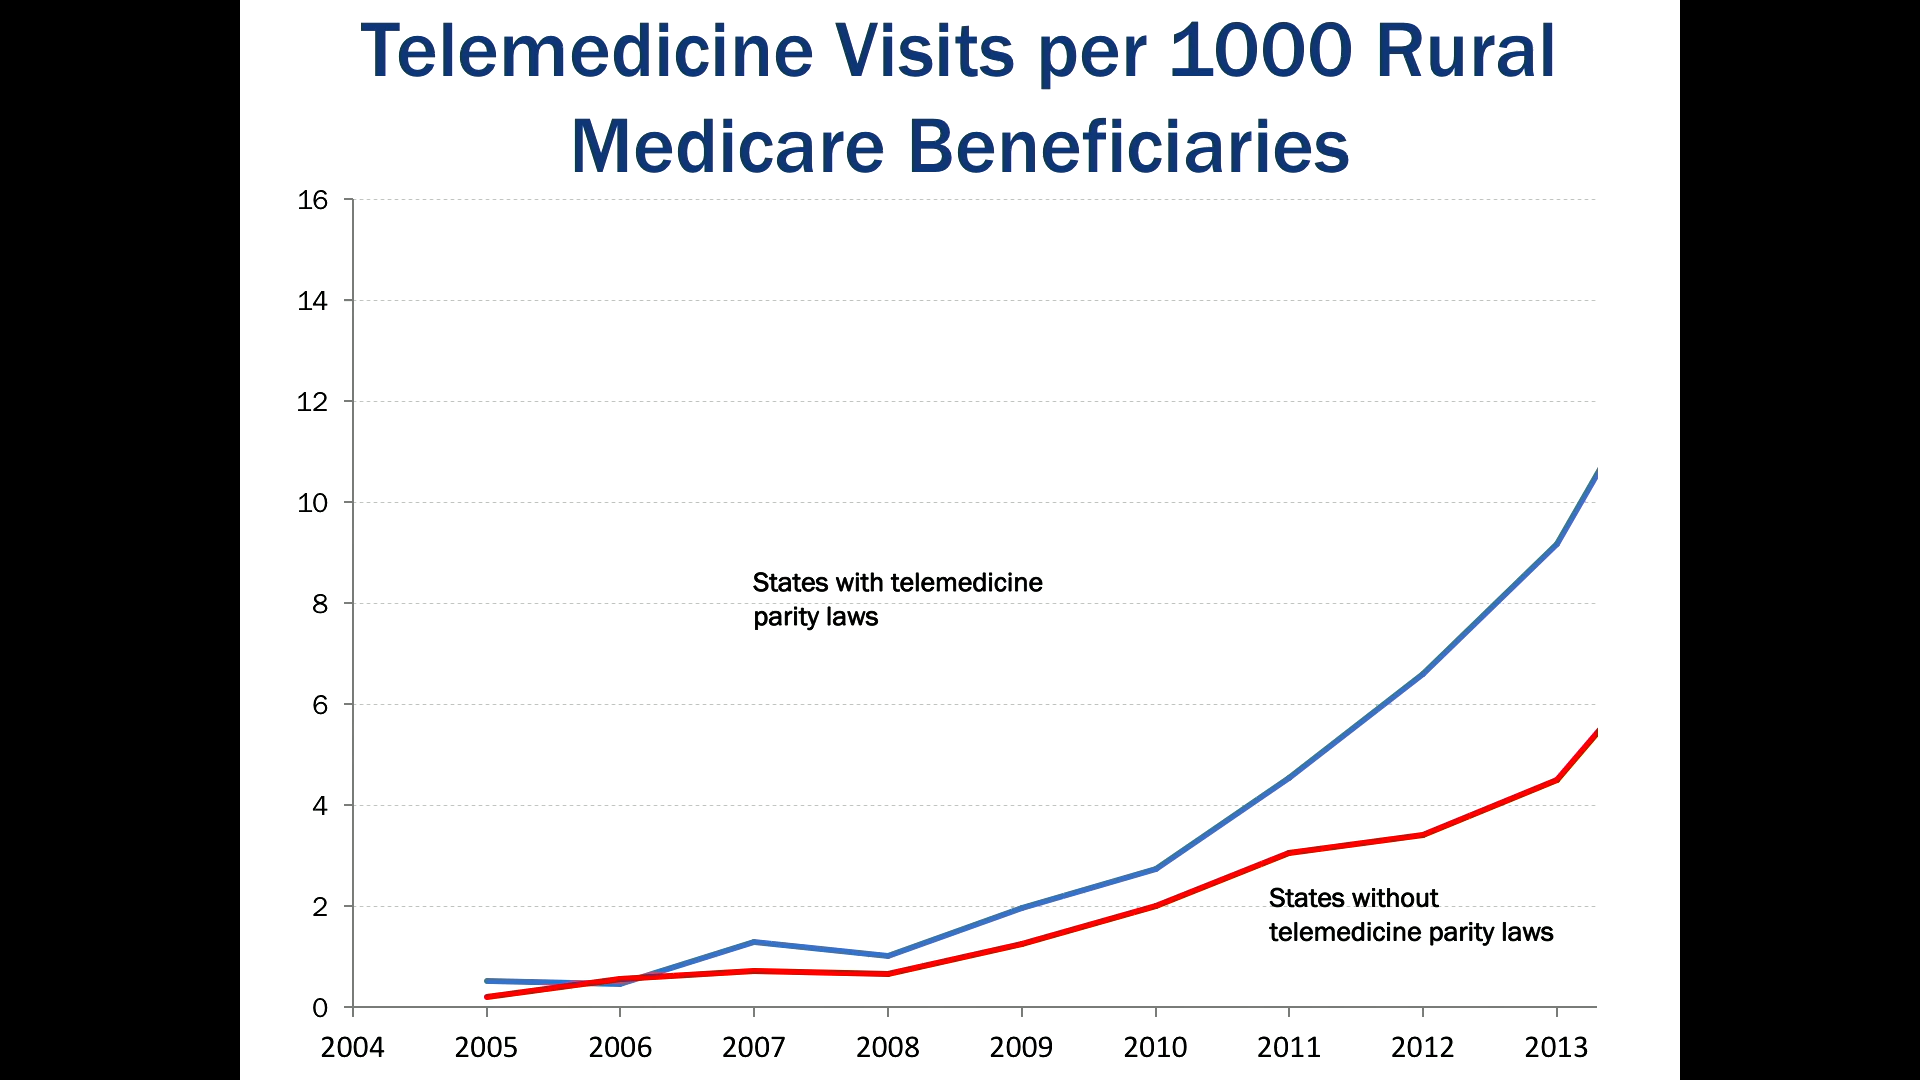 Telemedicine Visits per 1000 Rural
Medicare Beneficiaries
16
14
12
10
States with telemedicine
8
parity laws
6
4
States without
2
telemedicine parity laws
0
2004 2005 2006 2007 2008 2009 2010 2011 2012 2013